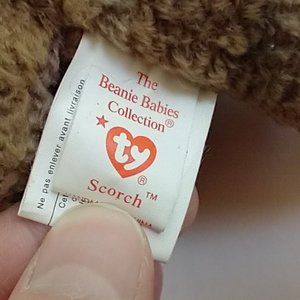 The
Beanie Babies
Collection®
ty®
Scorch™
Ne pas enlever avant livraison